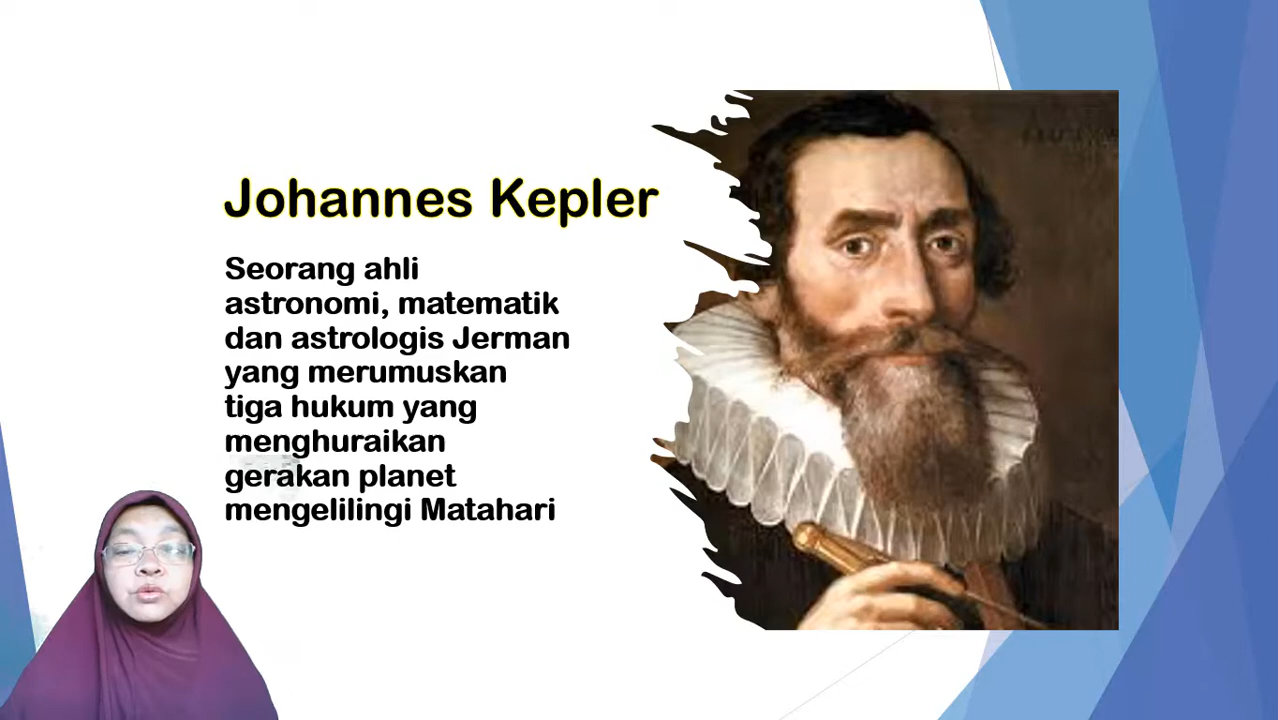 Johannes Kepler
Seorang ahli
astronomi, matematik
dan astrologis Jerman
yang merumuskan
tiga hukum yang
menghuraikan
gerakan planet
mengelilingi Matahari